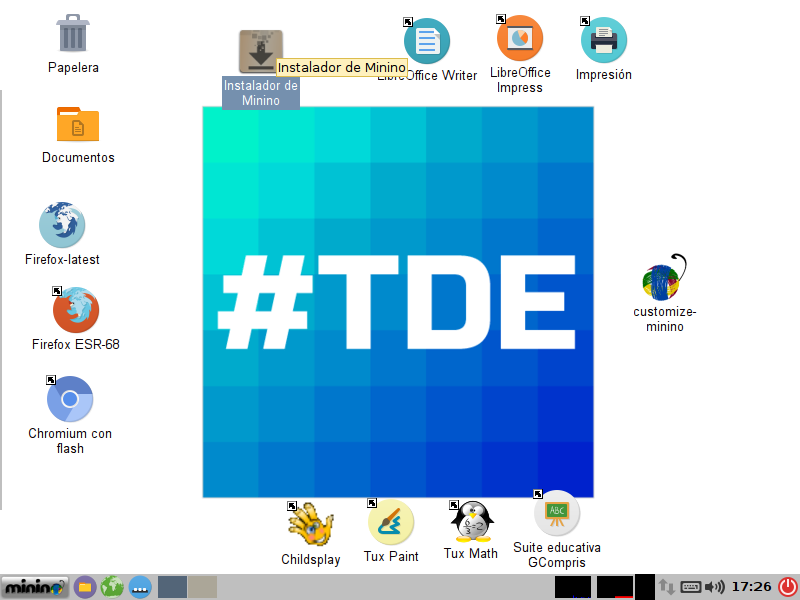 Papelera
Instalador de Minino
Instalador de
Minino
LibreOffice Writer
LibreOffice
Impress
Impresión
Documentos
Firefox-latest
Firefox ESR-68
Chromium con
flash
#TDE
customize-
minino
Childsplay
Tux Paint
Tux Math
ABC
Suite educativa
GCompris
minino
17:26